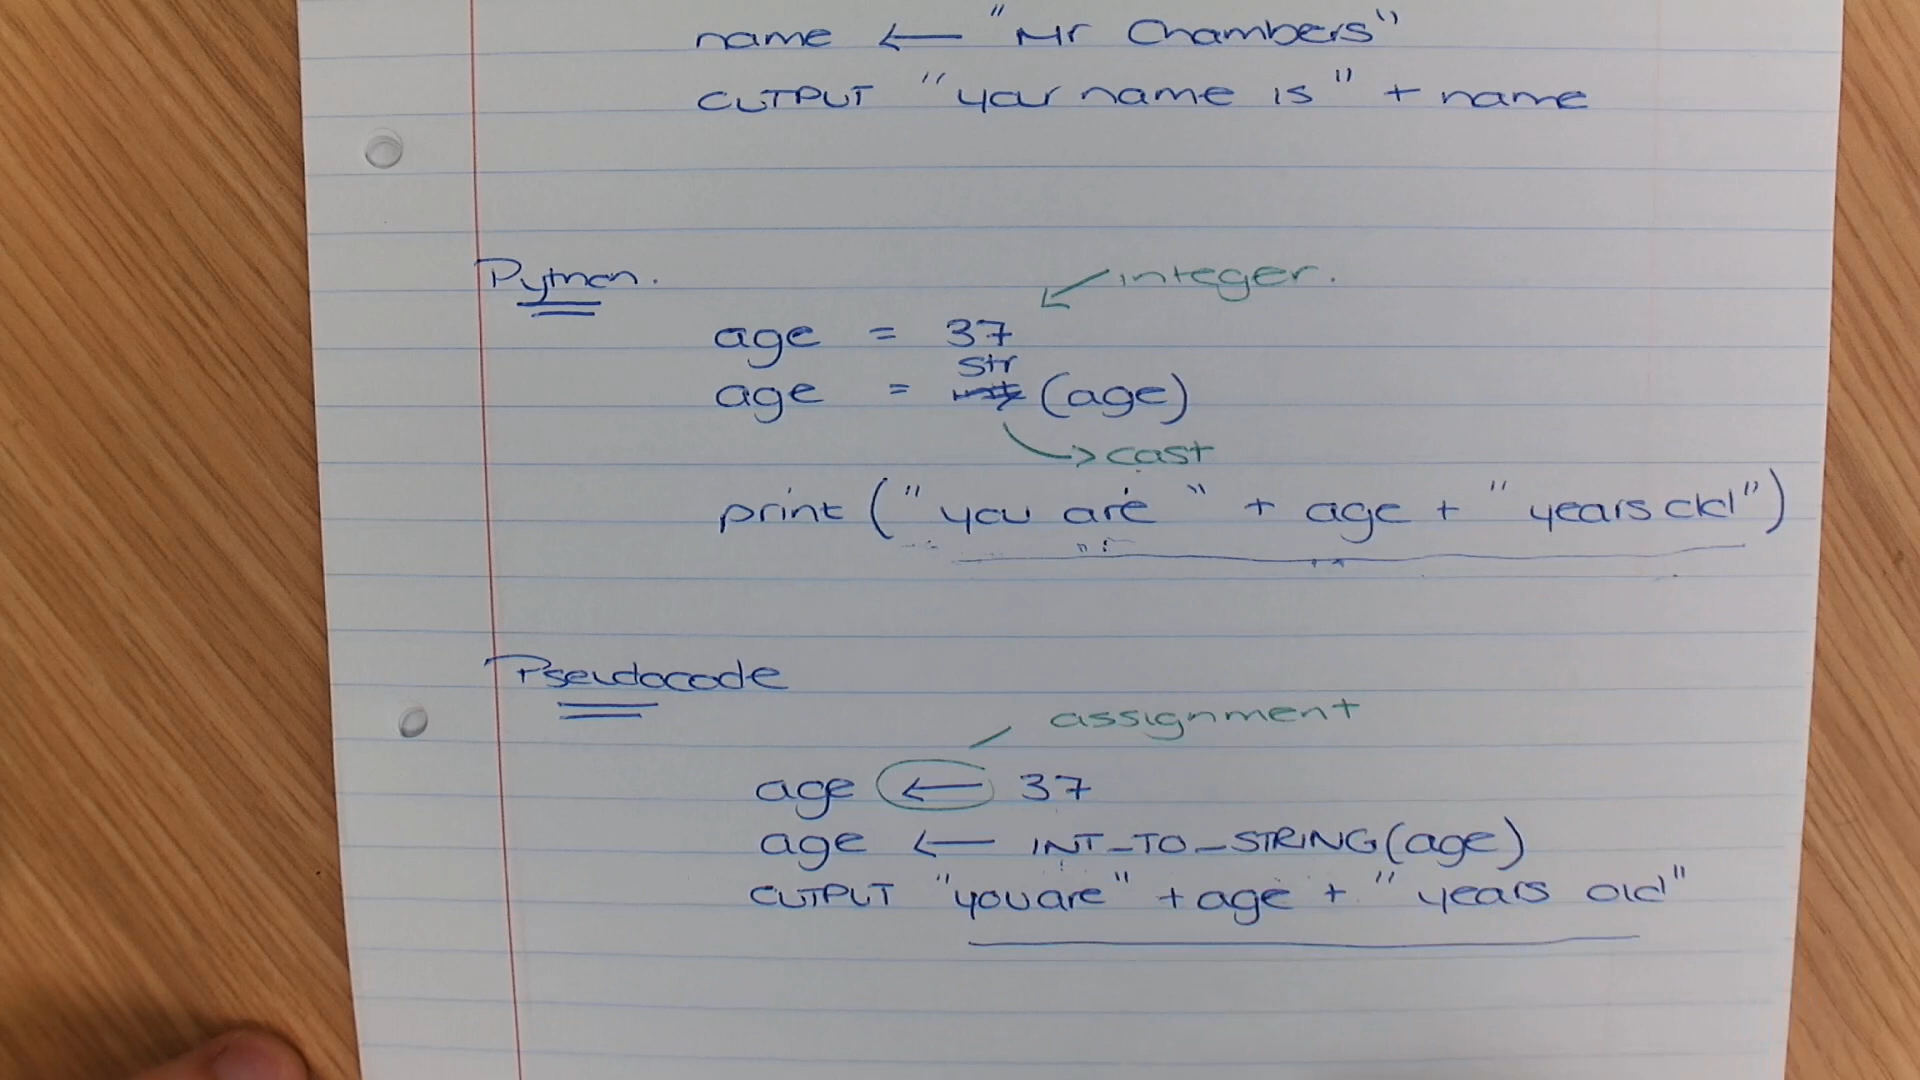 name ← "Mr Chambers"
OUTPUT "your name is" + name
Python.
integer.
age = 37
str
age = (age)
cast
print ("you are " + age + " years old")
Pseudocode
assignment
age ← 37
age ← INT_TO_STRING(age)
OUTPUT "you are" + age + " years old"